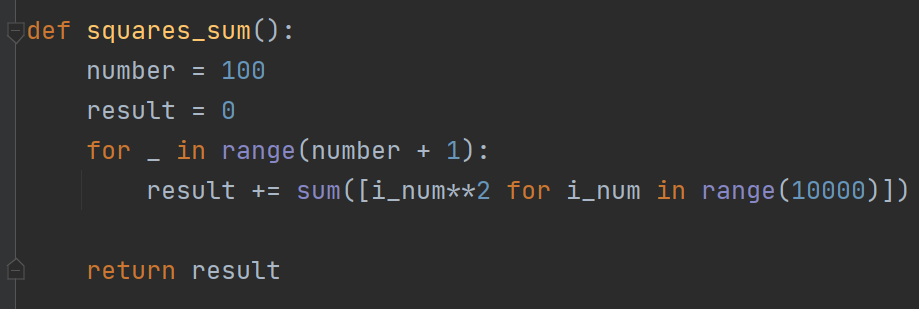 def squares_sum():
    number = 100
    result = 0
    for _ in range(number + 1):
        result += sum([i_num**2 for i_num in range(10000)])
    return result